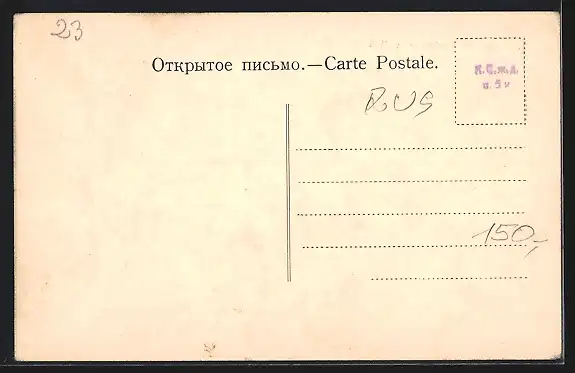 23
Открытое письмо.—Carte Postale.
RUS
150,-